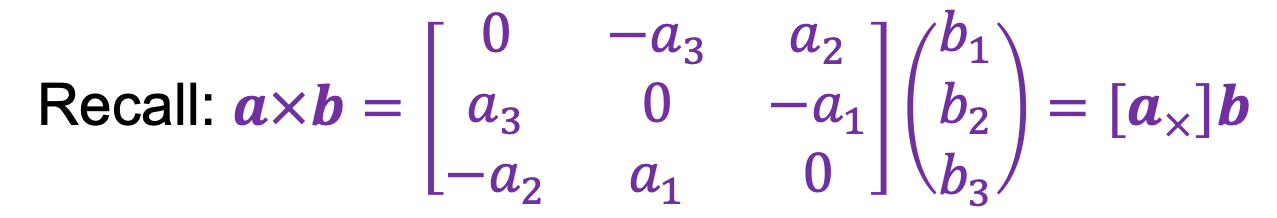 Recall: a×b = [0 −a₃ a₂; a₃ 0 −a₁; −a₂ a₁ 0] (b₁; b₂; b₃) = [a×]b